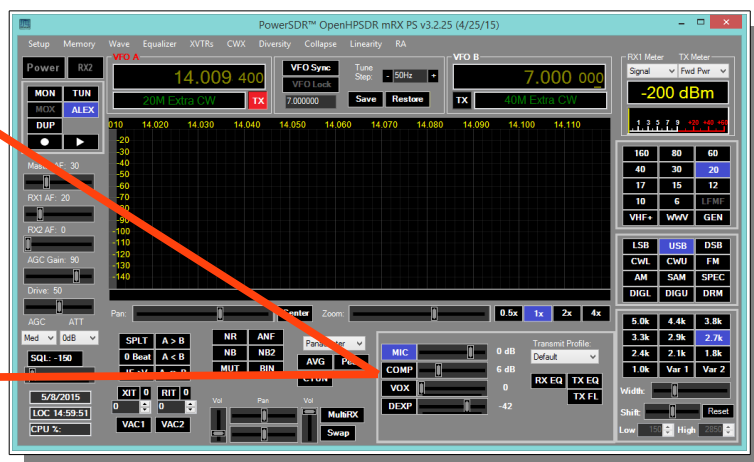 PowerSDR™ OpenHPSDR mRX PS v3.2.25 (4/25/15)
Setup Memory Wave Equalizer XVTRs CWX Diversity Collapse Linearity RA
Power RX2
MON TUN
MOX ALEX
DUP
VFO A
14.009 400
20M Extra CW TX
VFO Sync
VFO Lock
7.000000
Tune
Step: - 50Hz +
Save Restore
VFO B
7.000 000
TX 40M Extra CW
RX1 Meter TX Meter
Signal Fwd Pwr
-200 dBm
1 3 5 7 9 +20 +40 +60
010 14.020 14.030 14.040 14.050 14.060 14.070 14.080 14.090 14.100 14.110
-20
-30
-40
-50
-60
-70
-80
-90
-100
-110
-120
-130
-140
AF: 30
RX1 AF: 20
RX2 AF: 0
AGC Gain: 90
Drive: 50
AGC ATT
Med 0dB
SQL: -150
5/8/2015
LOC 14:59:51
CPU %:
Pan: Zoom: 0.5x 1x 2x 4x
SPLT A > B
0 Beat A < B
XIT 0 RIT 0
0 0
VAC1 VAC2
NR ANF
NB NB2
MUT BIN
AVG
Vol Pan Vol
MultiRX
Swap
MIC 0 dB
COMP 6 dB
VOX 0
DEXP -42
Transmit Profile:
Default
RX EQ TX EQ
TX FL
160 80 60
40 30 20
17 15 12
10 6 LFMF
VHF+ WWV GEN
LSB USB DSB
CWL CWU FM
AM SAM SPEC
DIGL DIGU DRM
5.0k 4.4k 3.8k
3.3k 2.9k 2.7k
2.4k 2.1k 1.8k
1.0k Var 1 Var 2
Width:
Shift: Reset
Low 150 High 2850